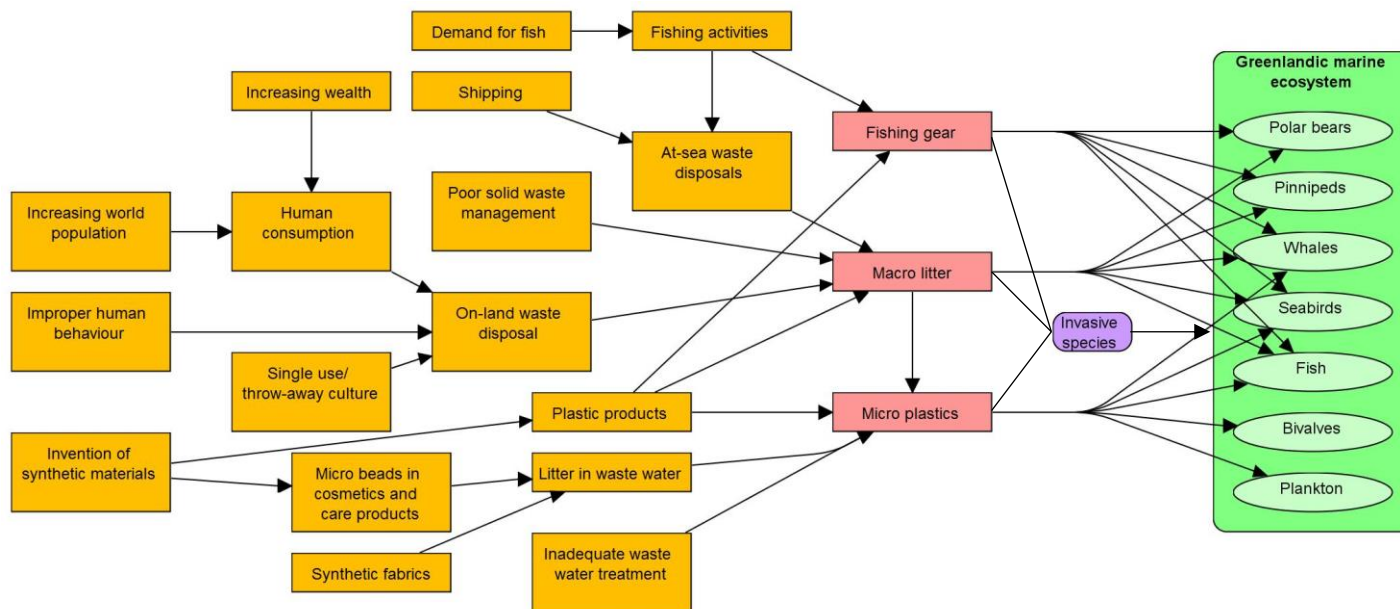 Demand for fish
Fishing activities
Greenlandic marine
ecosystem
Increasing wealth
Shipping
Fishing gear
Polar bears
At-sea waste
disposals
Poor solid waste
management
Pinnipeds
Increasing world
population
Human
consumption
Whales
Macro litter
Improper human
behaviour
On-land waste
disposal
Invasive
species
Seabirds
Single use/
throw-away culture
Fish
Plastic products
Micro plastics
Bivalves
Invention of
synthetic materials
Micro beads in
cosmetics and
care products
Litter in waste water
Plankton
Synthetic fabrics
Inadequate waste
water treatment